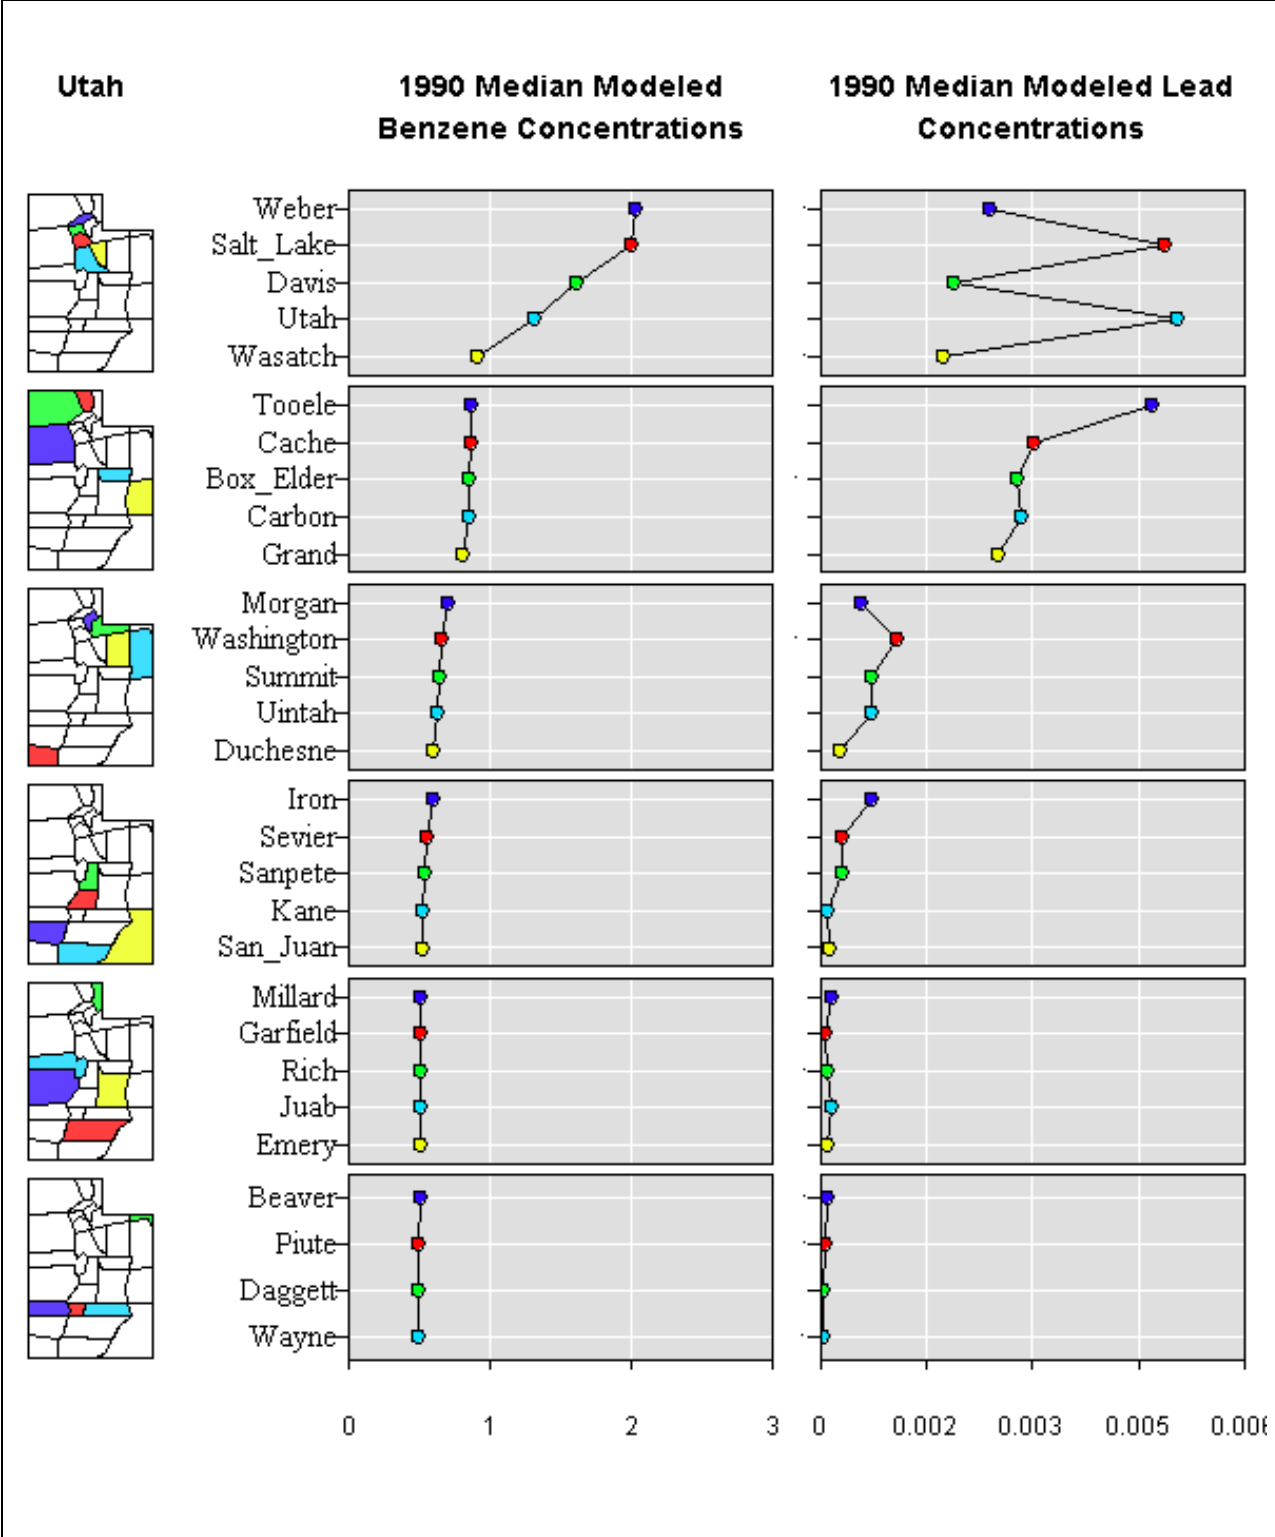 Utah
1990 Median Modeled
Benzene Concentrations
1990 Median Modeled Lead
Concentrations
Weber
Salt_Lake
Davis
Utah
Wasatch
Tooele
Cache
Box_Elder
Carbon
Grand
Morgan
Washington
Summit
Uintah
Duchesne
Iron
Sevier
Sanpete
Kane
San_Juan
Millard
Garfield
Rich
Juab
Emery
Beaver
Piute
Daggett
Wayne
0 1 2 3
0 0.002 0.003 0.005 0.006